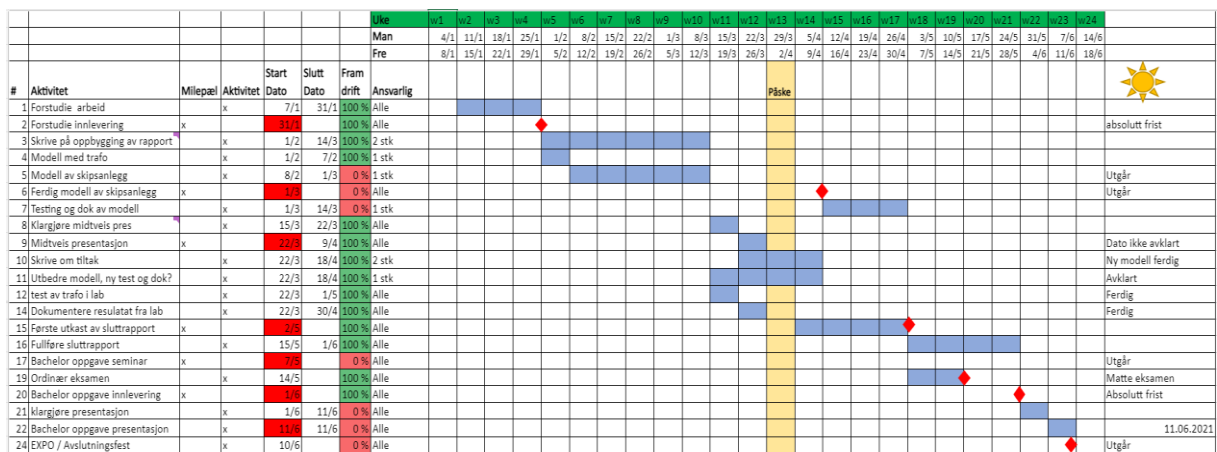 Uke w1 w2 w3 w4 w5 w6 w7 w8 w9 w10 w11 w12 w13 w14 w15 w16 w17 w18 w19 w20 w21 w22 w23 w24
Man 4/1 11/1 18/1 25/1 1/2 8/2 15/2 22/2 1/3 8/3 15/3 22/3 29/3 5/4 12/4 19/4 26/4 3/5 10/5 17/5 24/5 31/5 7/6 14/6
Fre 8/1 15/1 22/1 29/1 5/2 12/2 19/2 26/2 5/3 12/3 19/3 26/3 2/4 9/4 16/4 23/4 30/4 7/5 14/5 21/5 28/5 4/6 11/6 18/6
Start Slutt Fram
# Aktivitet Milepæl Aktivitet Dato Dato drift Ansvarlig Påske
1 Forstudie arbeid x 7/1 31/1 100 % Alle
2 Forstudie innlevering x 31/1 100 % Alle absolutt frist
3 Skrive på oppbygging av rapport x 1/2 14/3 100 % 2 stk
4 Modell med trafo x 1/2 7/2 100 % 1 stk
5 Modell av skipsanlegg x 8/2 1/3 0 % 1 stk Utgår
6 Ferdig modell av skipsanlegg x 1/3 0 % Alle Utgår
7 Testing og dok av modell x 1/3 14/3 0 % 1 stk
8 Klargjøre midtveis pres x 15/3 22/3 100 % Alle
9 Midtveis presentasjon x 22/3 9/4 100 % Alle Dato ikke avklart
10 Skrive om tiltak x 22/3 18/4 100 % 2 stk Ny modell ferdig
11 Utbedre modell, ny test og dok? x 22/3 18/4 100 % 1 stk Avklart
12 test av trafo i lab x 22/3 1/5 100 % Alle Ferdig
14 Dokumentere resulatat fra lab x 22/3 30/4 100 % Alle Ferdig
15 Første utkast av sluttrapport x 2/5 100 % Alle
16 Fullføre sluttrapport x 15/5 1/6 100 % Alle
17 Bachelor oppgave seminar x 7/5 0 % Alle Utgår
19 Ordinær eksamen x 14/5 100 % Alle Matte eksamen
20 Bachelor oppgave innlevering x 1/6 100 % Alle Absolutt frist
21 klargjøre presentasjon x 1/6 11/6 0 % Alle
22 Bachelor oppgave presentasjon x 11/6 11/6 0 % Alle 11.06.2021
24 EXPO / Avslutningsfest x 10/6 0 % Alle Utgår